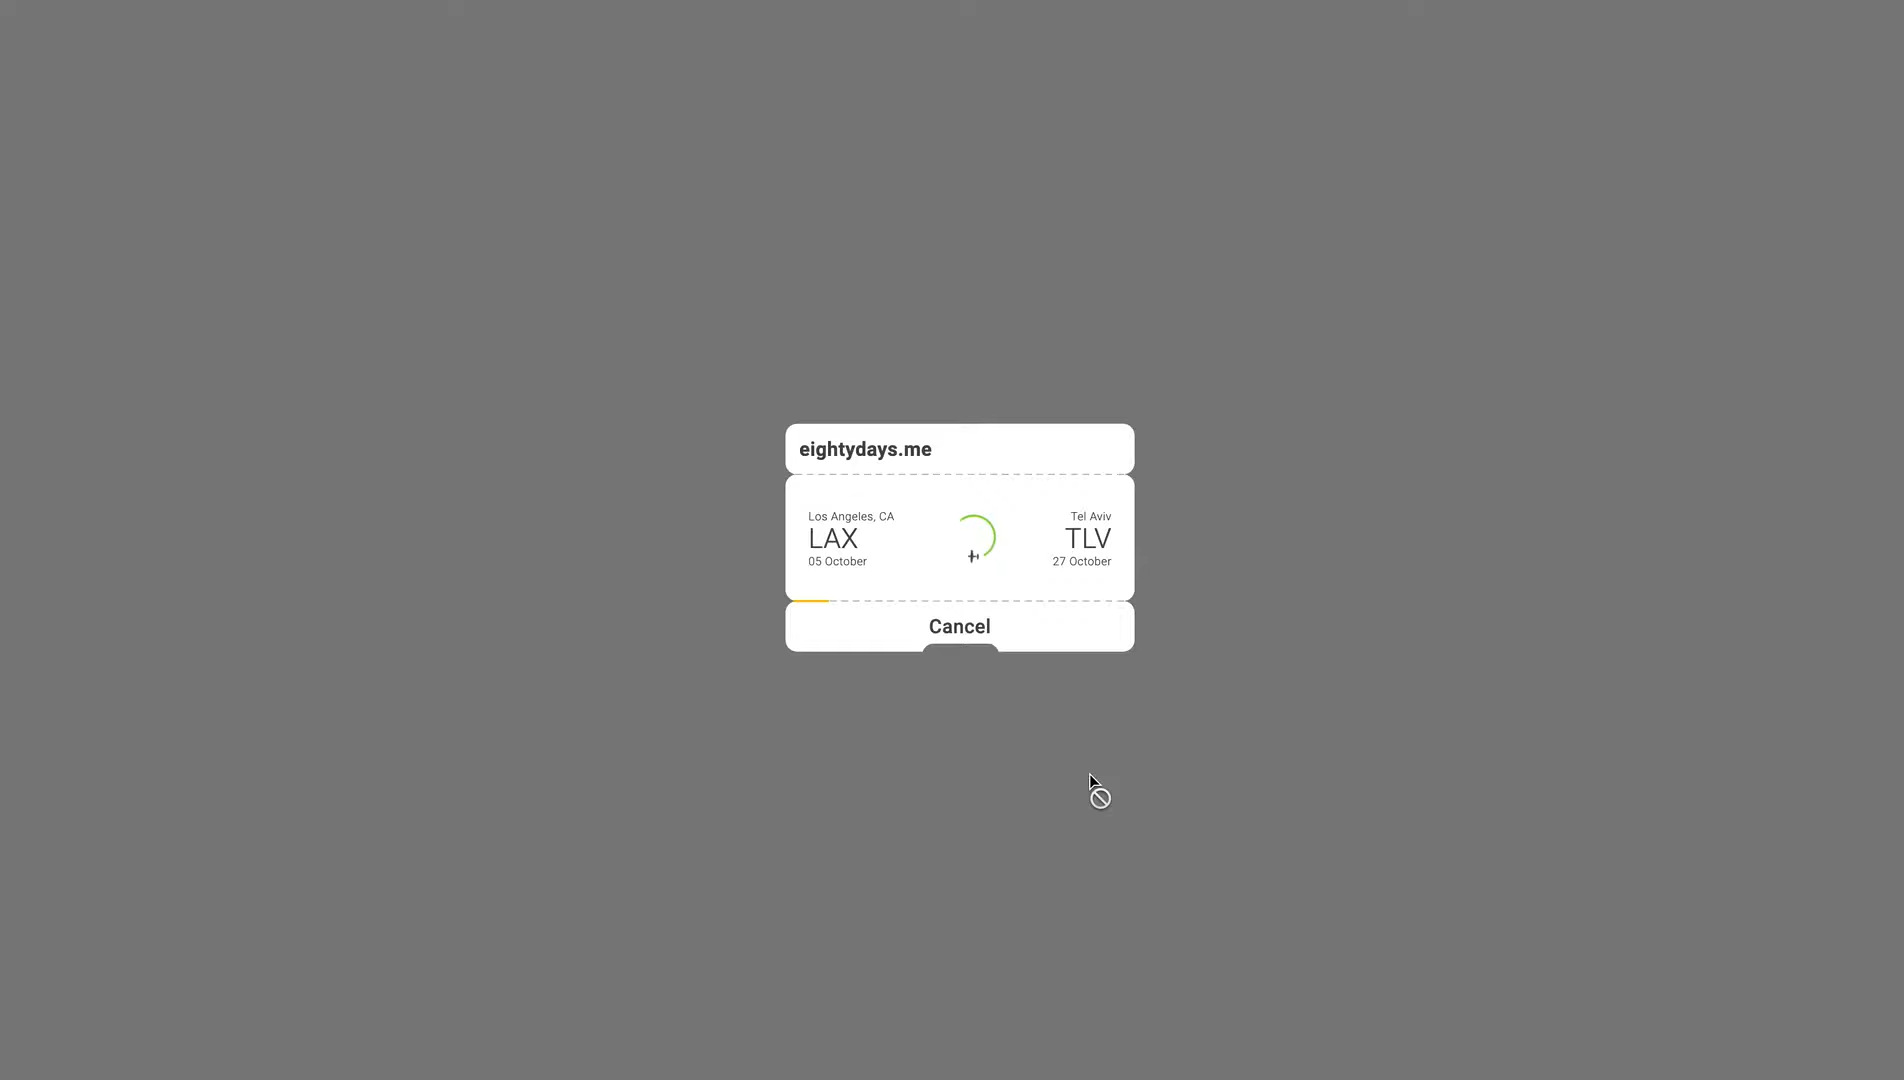 eightydays.me
Los Angeles, CA
LAX
05 October
Tel Aviv
TLV
27 October
Cancel